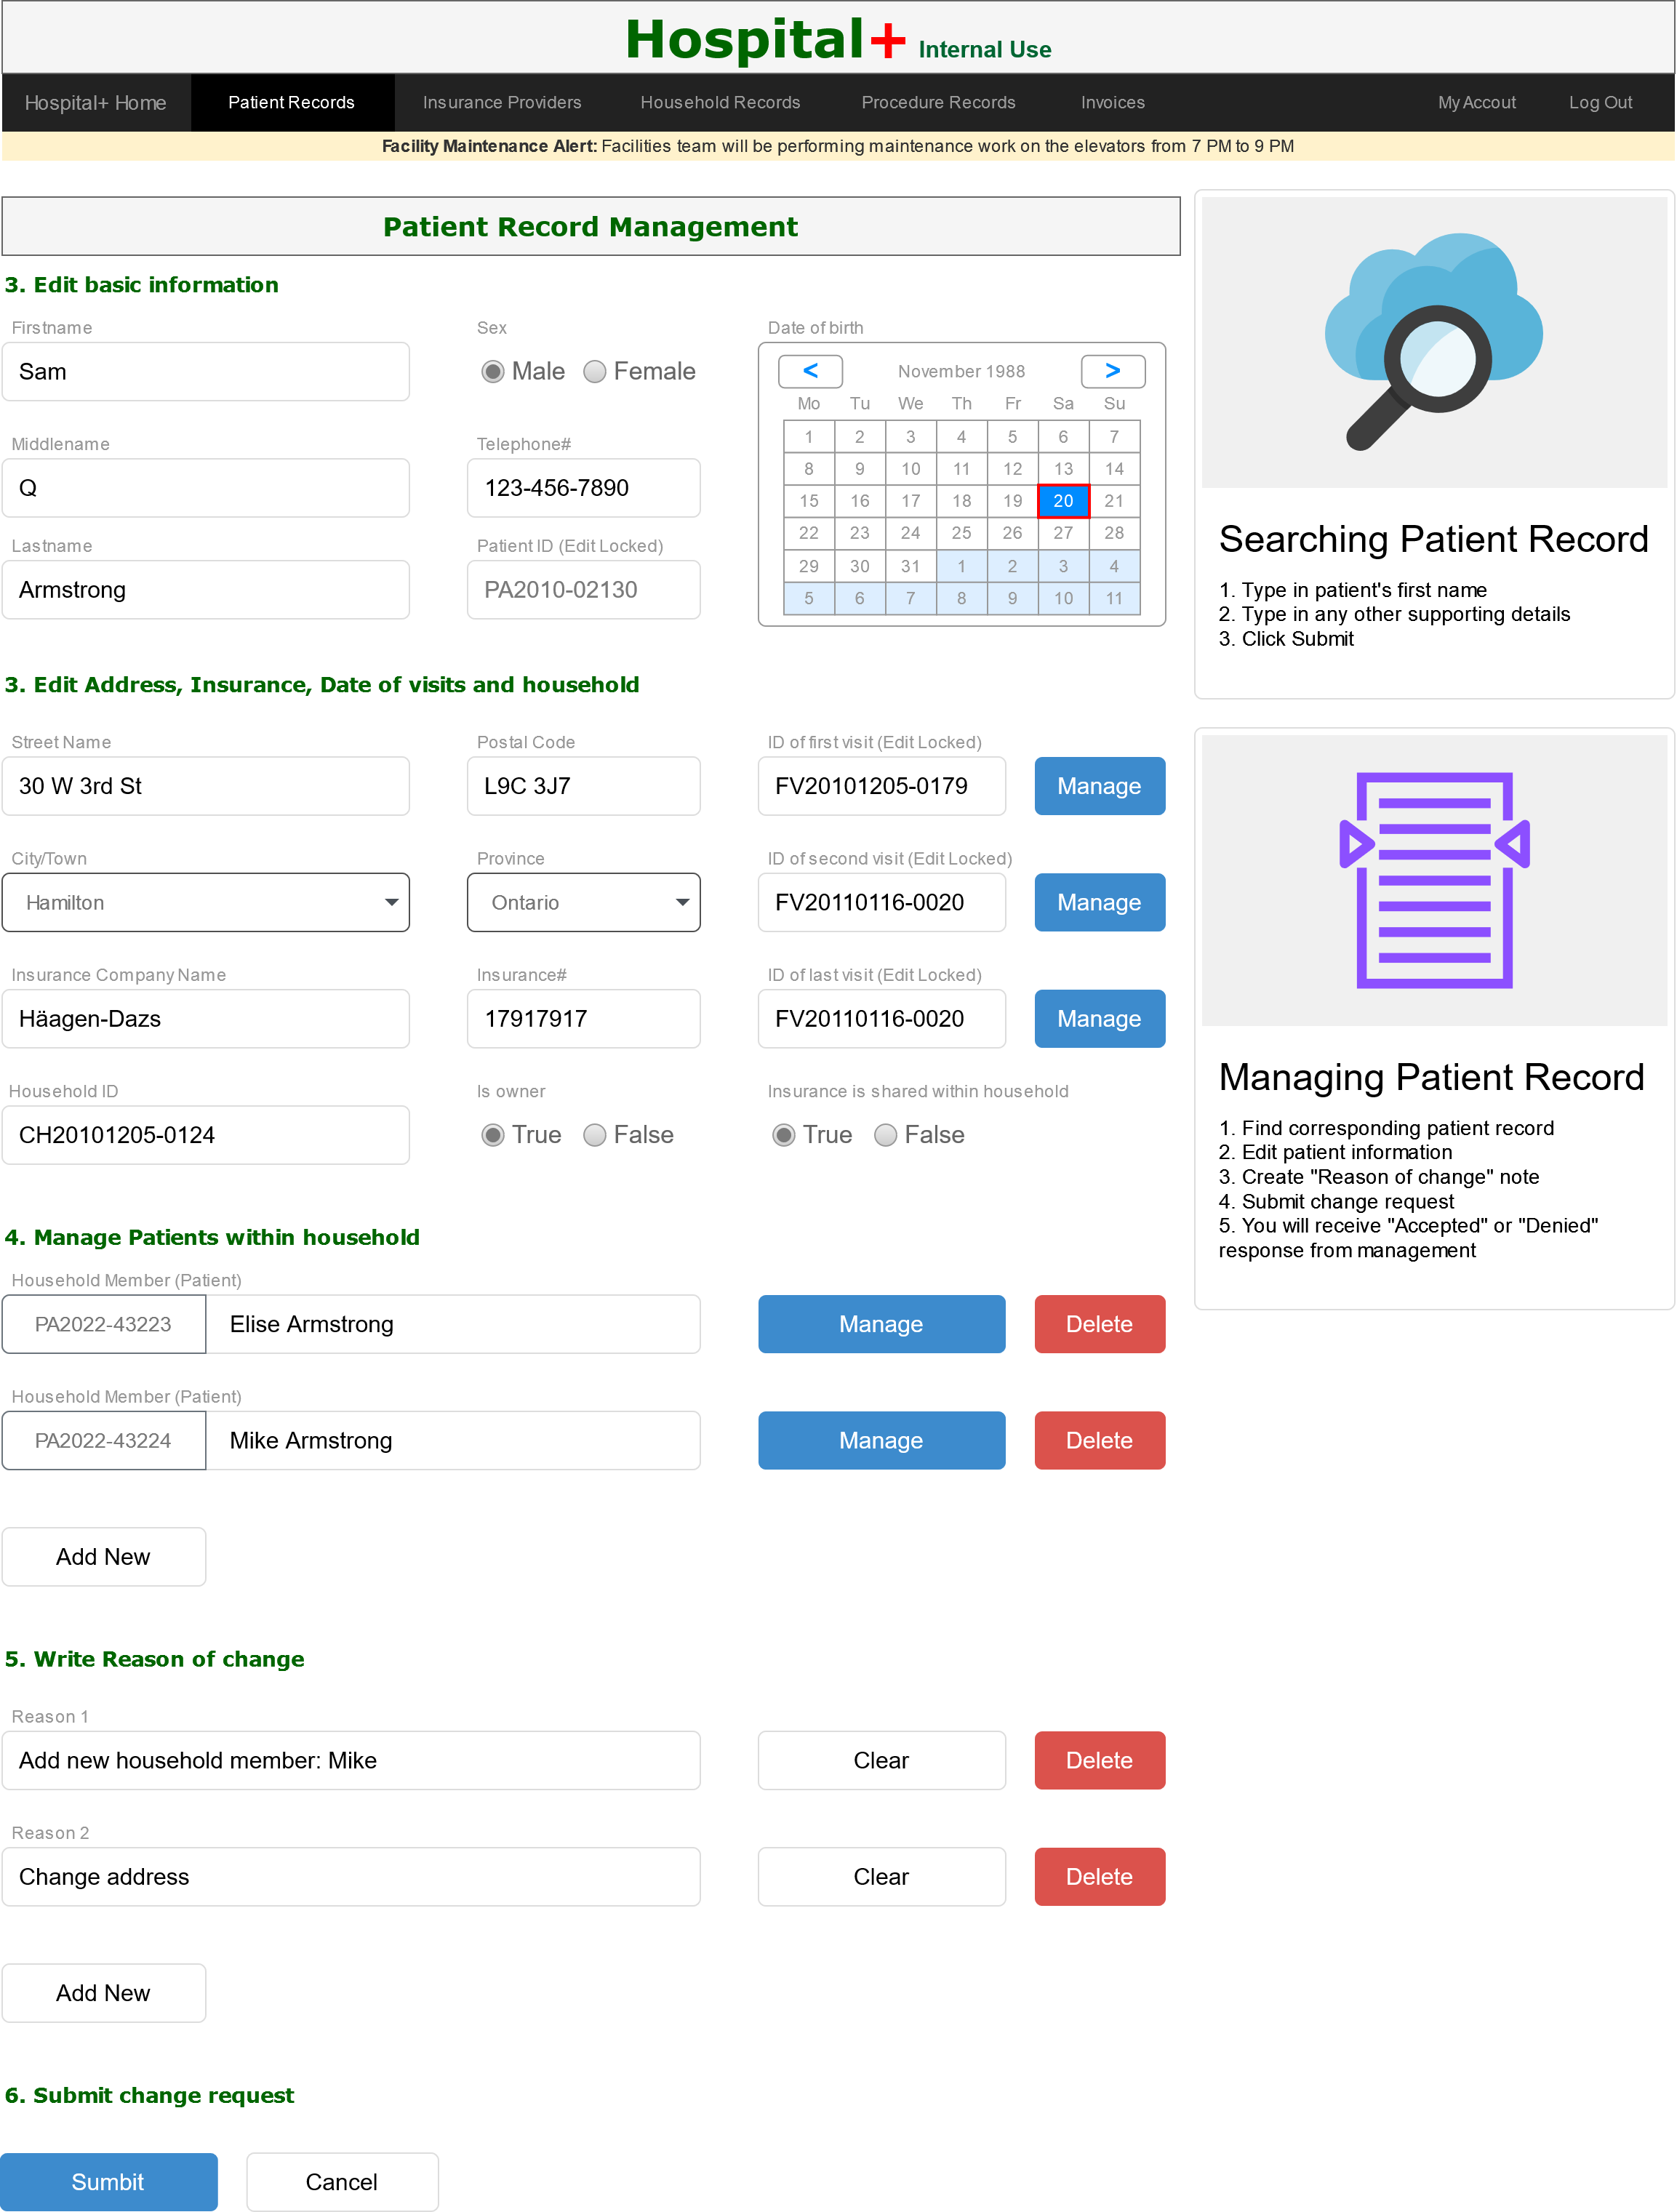 Hospital+ Internal Use
Hospital+ Home Patient Records Insurance Providers Household Records Procedure Records Invoices My Accout Log Out
Facility Maintenance Alert: Facilities team will be performing maintenance work on the elevators from 7 PM to 9 PM
Patient Record Management
3. Edit basic information
Firstname Sex Date of birth
Sam Male Female < November 1988 >
Mo Tu We Th Fr Sa Su
1 2 3 4 5 6 7
Middlename Telephone#
8 9 10 11 12 13 14
Q 123-456-7890
15 16 17 18 19 20 21
22 23 24 25 26 27 28
Lastname Patient ID (Edit Locked)
29 30 31 1 2 3 4
Armstrong PA2010-02130
5 6 7 8 9 10 11
3. Edit Address, Insurance, Date of visits and household
Street Name Postal Code ID of first visit (Edit Locked)
30 W 3rd St L9C 3J7 FV20101205-0179 Manage
City/Town Province ID of second visit (Edit Locked)
Hamilton Ontario FV20110116-0020 Manage
Insurance Company Name Insurance# ID of last visit (Edit Locked)
Häagen-Dazs 17917917 FV20110116-0020 Manage
Household ID Is owner Insurance is shared within household
CH20101205-0124 True False True False
4. Manage Patients within household
Household Member (Patient)
PA2022-43223 Elise Armstrong Manage Delete
Household Member (Patient)
PA2022-43224 Mike Armstrong Manage Delete
Add New
5. Write Reason of change
Reason 1
Add new household member: Mike Clear Delete
Reason 2
Change address Clear Delete
Add New
6. Submit change request
Sumbit Cancel
Searching Patient Record
1. Type in patient's first name
2. Type in any other supporting details
3. Click Submit
Managing Patient Record
1. Find corresponding patient record
2. Edit patient information
3. Create "Reason of change" note
4. Submit change request
5. You will receive "Accepted" or "Denied"
response from management